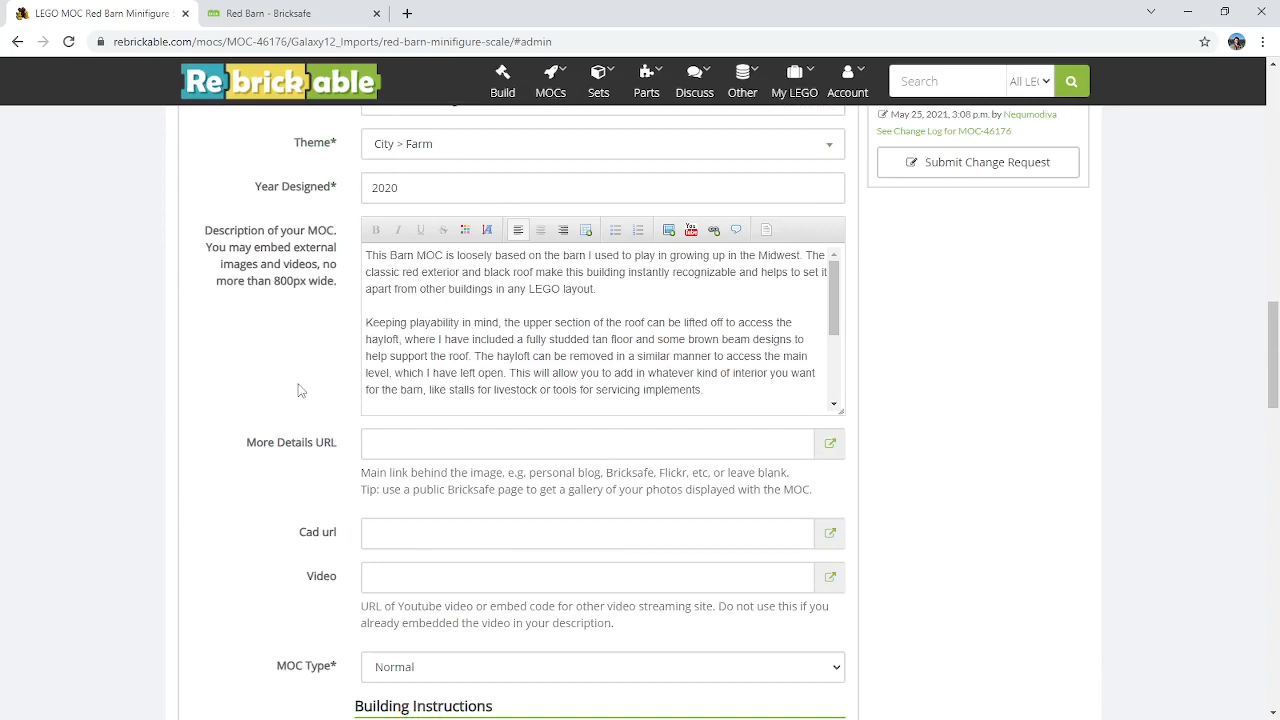 LEGO MOC Red Barn Minifigure
Red Barn - Bricksafe
rebrickable.com/mocs/MOC-46176/Galaxy12_Imports/red-barn-minifigure-scale/#admin
Rebrickable
Build
MOCs
Sets
Parts
Discuss
Other
My LEGO
Account
Search
All LE
May 25, 2021, 3:08 p.m. by Nequmodiva
See Change Log for MOC-46176
Submit Change Request
Theme*
City > Farm
Year Designed*
2020
Description of your MOC.
You may embed external
images and videos, no
more than 800px wide.
B I U S
You Tube
This Barn MOC is loosely based on the barn I used to play in growing up in the Midwest. The
classic red exterior and black roof make this building instantly recognizable and helps to set it
apart from other buildings in any LEGO layout.
Keeping playability in mind, the upper section of the roof can be lifted off to access the
hayloft, where I have included a fully studded tan floor and some brown beam designs to
help support the roof. The hayloft can be removed in a similar manner to access the main
level, which I have left open. This will allow you to add in whatever kind of interior you want
for the barn, like stalls for livestock or tools for servicing implements.
More Details URL
Main link behind the image, e.g. personal blog, Bricksafe, Flickr, etc, or leave blank.
Tip: use a public Bricksafe page to get a gallery of your photos displayed with the MOC.
Cad url
Video
URL of Youtube video or embed code for other video streaming site. Do not use this if you
already embedded the video in your description.
MOC Type*
Normal
Building Instructions